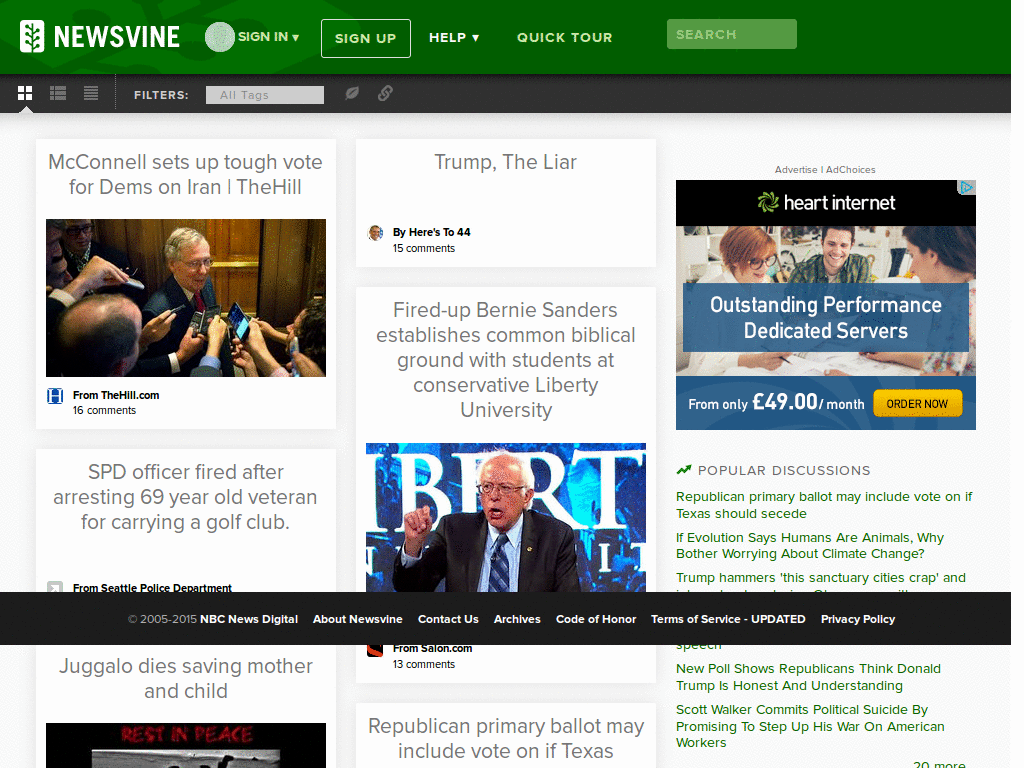 NEWSVINE
SIGN IN ▾
SIGN UP
HELP ▾
QUICK TOUR
SEARCH
FILTERS:
All Tags
McConnell sets up tough vote
for Dems on Iran | TheHill
From TheHill.com
16 comments
SPD officer fired after
arresting 69 year old veteran
for carrying a golf club.
From Seattle Police Department
Juggalo dies saving mother
and child
REST IN PEACE
Trump, The Liar
By Here's To 44
15 comments
Fired-up Bernie Sanders
establishes common biblical
ground with students at
conservative Liberty
University
IBERT
From Salon.com
13 comments
Republican primary ballot may
include vote on if Texas
Advertise | AdChoices
heart internet
Outstanding Performance
Dedicated Servers
From only £49.00/ month
ORDER NOW
POPULAR DISCUSSIONS
Republican primary ballot may include vote on if
Texas should secede
If Evolution Says Humans Are Animals, Why
Bother Worrying About Climate Change?
Trump hammers 'this sanctuary cities crap' and
speech
New Poll Shows Republicans Think Donald
Trump Is Honest And Understanding
Scott Walker Commits Political Suicide By
Promising To Step Up His War On American
Workers
20 more
© 2005-2015 NBC News Digital
About Newsvine
Contact Us
Archives
Code of Honor
Terms of Service - UPDATED
Privacy Policy